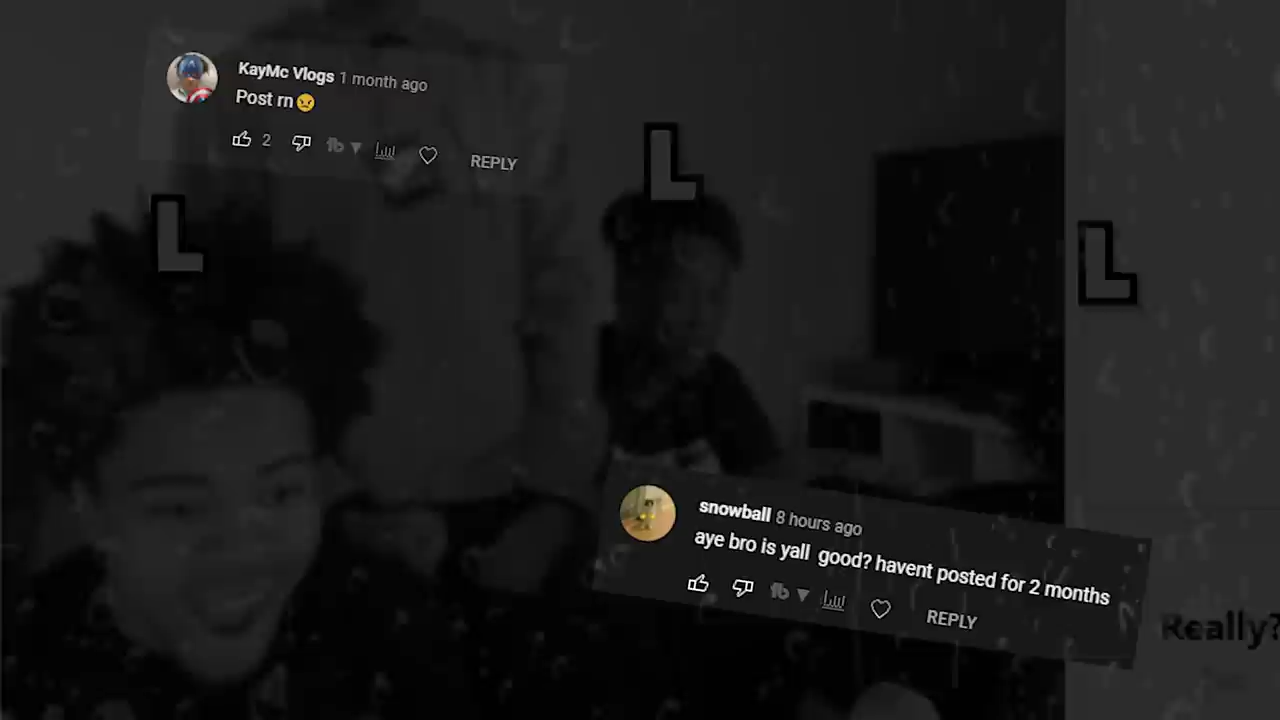 KayMc Vlogs 1 month ago
Post rn😠
2
REPLY
L
L
L
snowball 8 hours ago
aye bro is yall good? havent posted for 2 months
REPLY
Really?